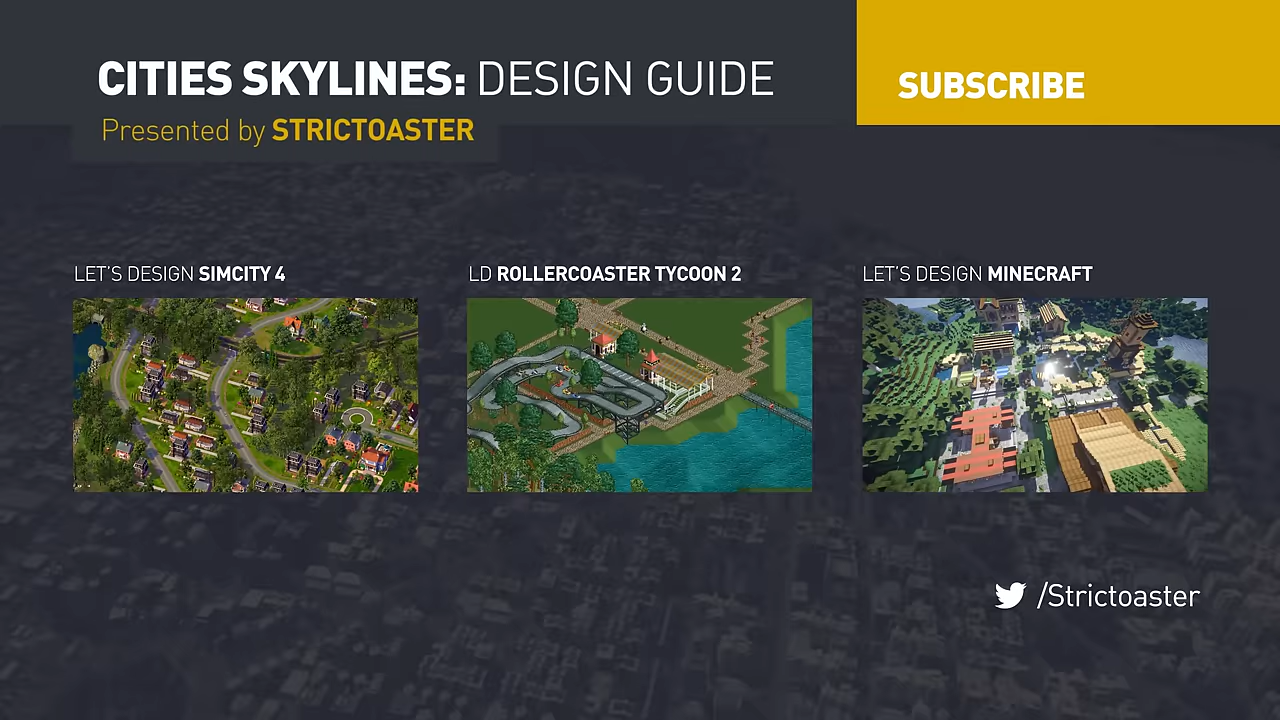 CITIES SKYLINES: DESIGN GUIDE
SUBSCRIBE
Presented by STRICTOASTER
LET'S DESIGN SIMCITY 4
LD ROLLERCOASTER TYCOON 2
LET'S DESIGN MINECRAFT
/Strictoaster